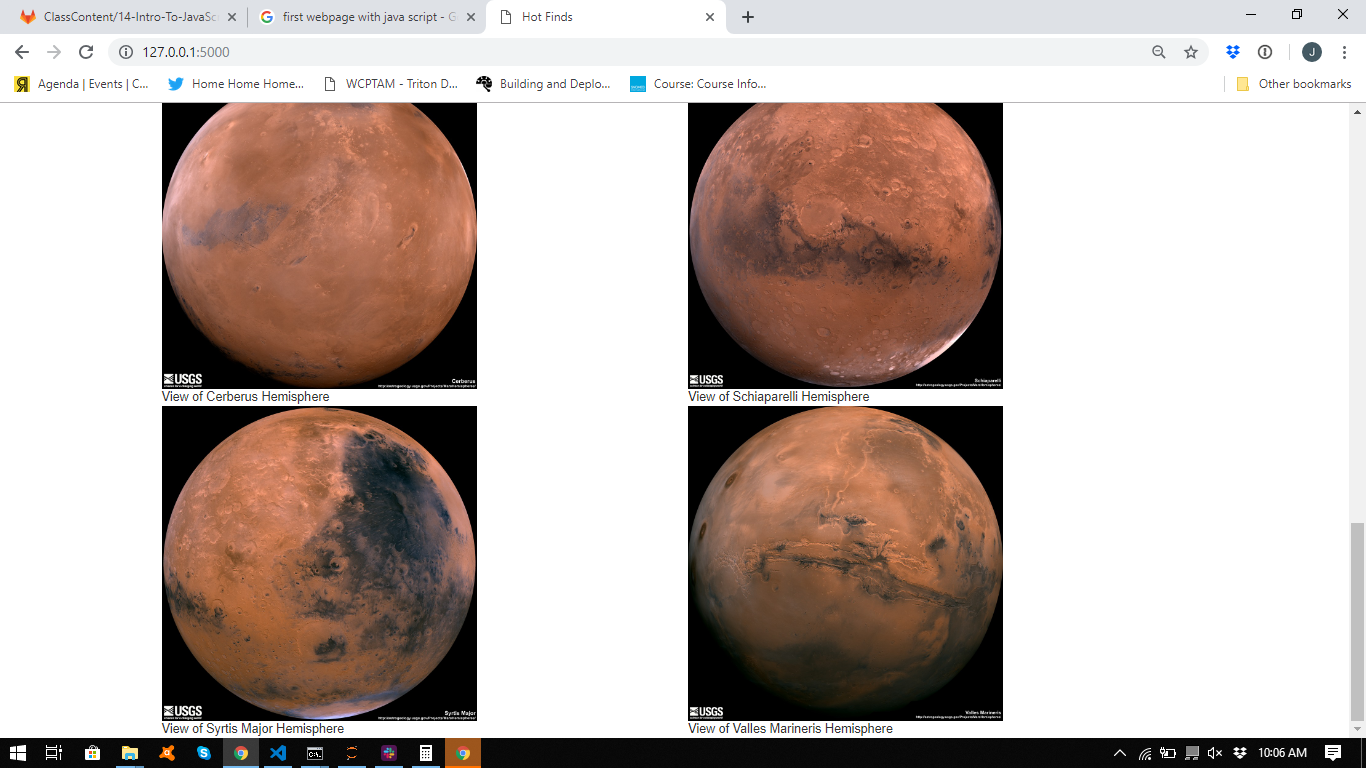 ClassContent/14-Intro-To-JavaSc
first webpage with java script - G
Hot Finds
127.0.0.1:5000
J
Agenda | Events | C...
Home Home Home...
WCPTAM - Triton D...
Building and Deplo...
Course: Course Info...
Other bookmarks
USGS
Cerberus
View of Cerberus Hemisphere
USGS
Schiaparelli
View of Schiaparelli Hemisphere
USGS
Syrtis Major
View of Syrtis Major Hemisphere
USGS
Valles Marineris
View of Valles Marineris Hemisphere
10:06 AM